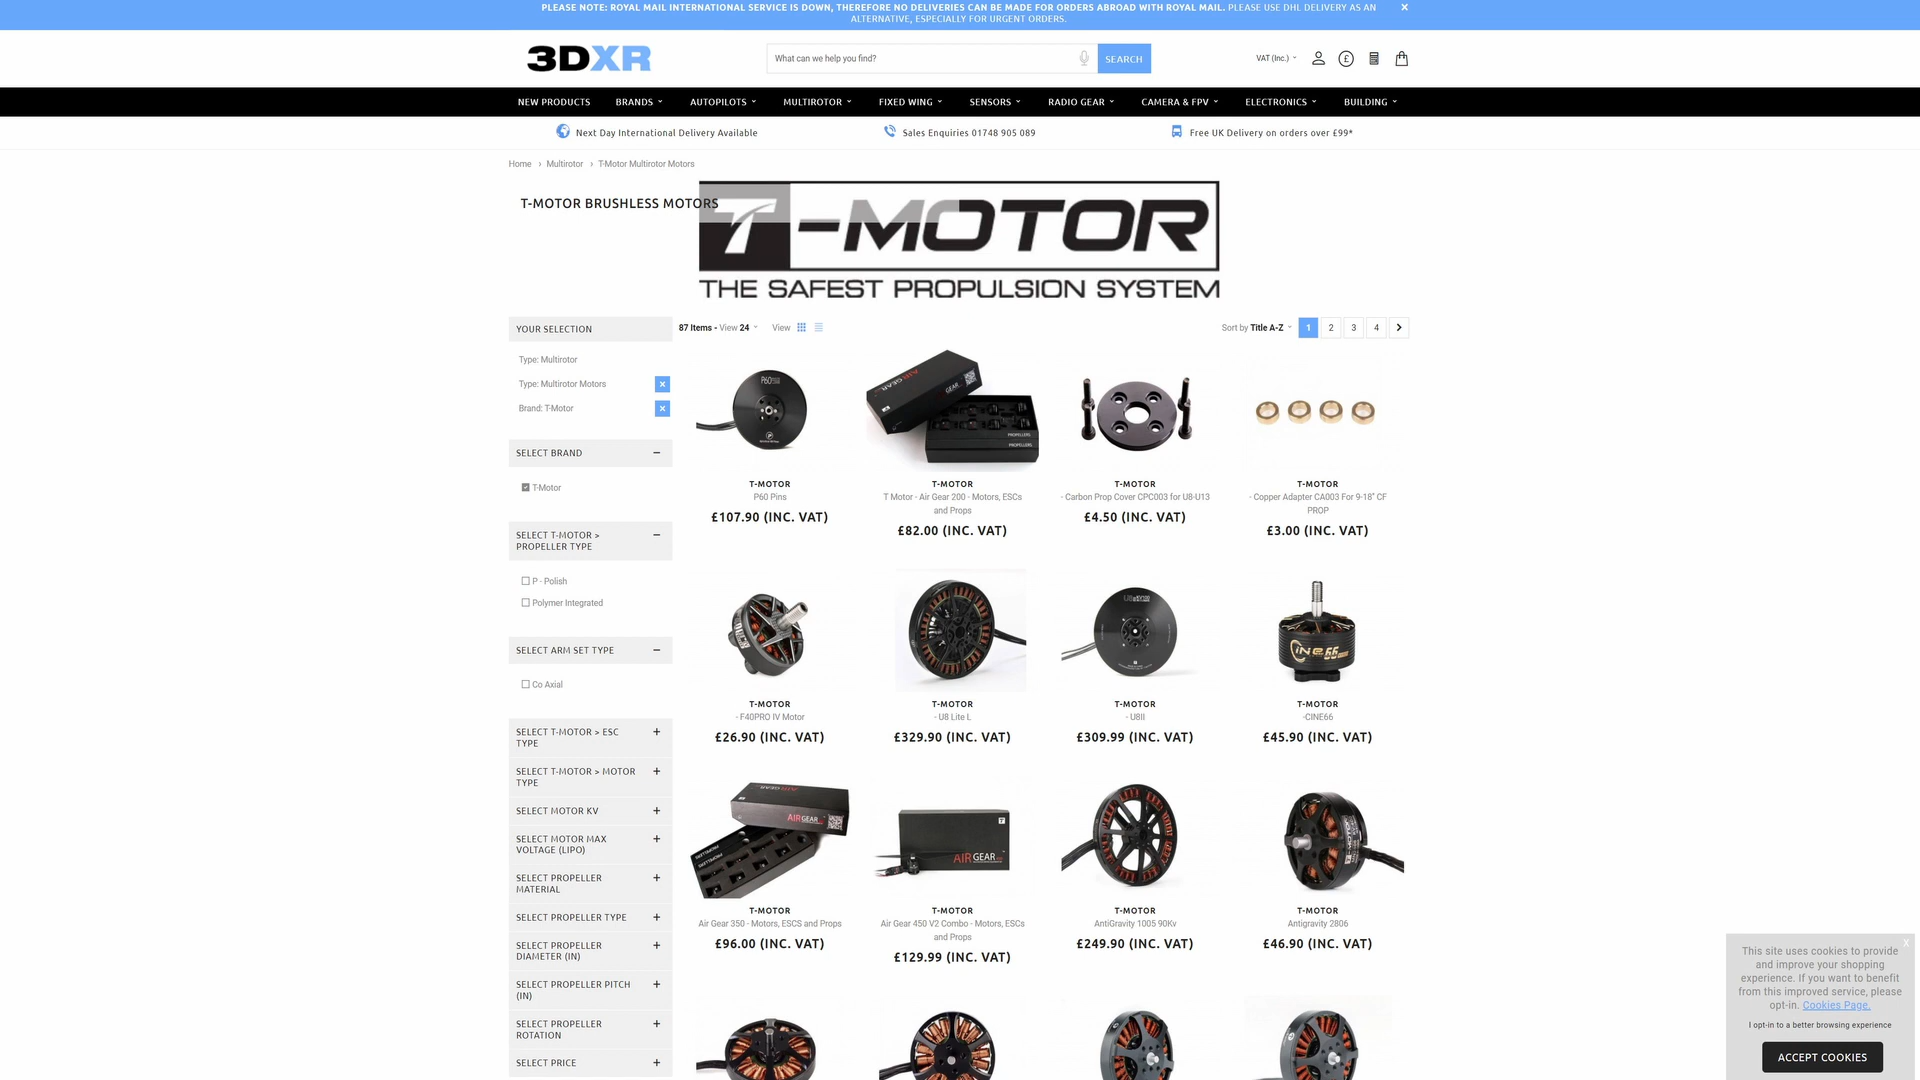 PLEASE NOTE: ROYAL MAIL INTERNATIONAL SERVICE IS DOWN, THEREFORE NO DELIVERIES CAN BE MADE FOR ORDERS ABROAD WITH ROYAL MAIL. PLEASE USE DHL DELIVERY AS AN
ALTERNATIVE, ESPECIALLY FOR URGENT ORDERS.
3DXR
What can we help you find?
SEARCH
VAT (Inc.)
NEW PRODUCTS
BRANDS
AUTOPILOTS
MULTIROTOR
FIXED WING
SENSORS
RADIO GEAR
CAMERA & FPV
ELECTRONICS
BUILDING
Next Day International Delivery Available
Sales Enquiries 01748 905 089
Free UK Delivery on orders over £99*
Home › Multirotor › T-Motor Multirotor Motors
T-MOTOR BRUSHLESS MOTORS
T-MOTOR
THE SAFEST PROPULSION SYSTEM
YOUR SELECTION
Type: Multirotor
Type: Multirotor Motors
Brand: T-Motor
SELECT BRAND
T-Motor
SELECT T-MOTOR >
PROPELLER TYPE
P - Polish
Polymer Integrated
SELECT ARM SET TYPE
Co Axial
SELECT T-MOTOR > ESC
TYPE
SELECT T-MOTOR > MOTOR
TYPE
SELECT MOTOR KV
SELECT MOTOR MAX
VOLTAGE (LIPO)
SELECT PROPELLER
MATERIAL
SELECT PROPELLER TYPE
SELECT PROPELLER
DIAMETER (IN)
SELECT PROPELLER PITCH
(IN)
SELECT PROPELLER
ROTATION
SELECT PRICE
87 Items - View 24
View
Sort by Title A-Z
1 2 3 4
T-MOTOR
P60 Pins
£107.90 (INC. VAT)
T-MOTOR
T Motor - Air Gear 200 - Motors, ESCs
and Props
£82.00 (INC. VAT)
T-MOTOR
- Carbon Prop Cover CPC003 for U8-U13
£4.50 (INC. VAT)
T-MOTOR
- Copper Adapter CA003 For 9-18" CF
PROP
£3.00 (INC. VAT)
T-MOTOR
- F40PRO IV Motor
£26.90 (INC. VAT)
T-MOTOR
- U8 Lite L
£329.90 (INC. VAT)
T-MOTOR
- U8II
£309.99 (INC. VAT)
CINE66
T-MOTOR
-CINE66
£45.90 (INC. VAT)
AIR GEAR
T-MOTOR
Air Gear 350 - Motors, ESCS and Props
£96.00 (INC. VAT)
AIR GEAR
T-MOTOR
Air Gear 450 V2 Combo - Motors, ESCs
and Props
£129.99 (INC. VAT)
T-MOTOR
AntiGravity 1005 90Kv
£249.90 (INC. VAT)
T-MOTOR
Antigravity 2806
£46.90 (INC. VAT)
X
This site uses cookies to provide
and improve your shopping
experience. If you want to benefit
from this improved service, please
opt-in. Cookies Page.
I opt-in to a better browsing experience
ACCEPT COOKIES